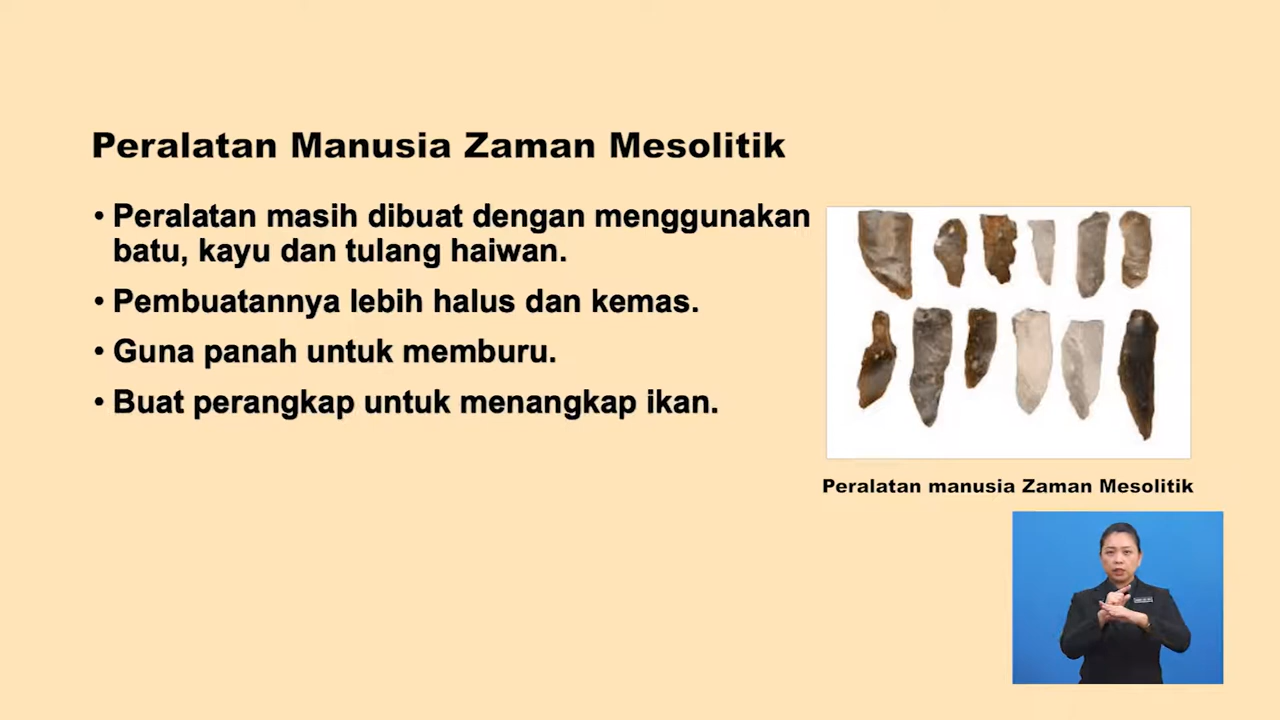 Peralatan Manusia Zaman Mesolitik
• Peralatan masih dibuat dengan menggunakan
batu, kayu dan tulang haiwan.
• Pembuatannya lebih halus dan kemas.
• Guna panah untuk memburu.
• Buat perangkap untuk menangkap ikan.
Peralatan manusia Zaman Mesolitik